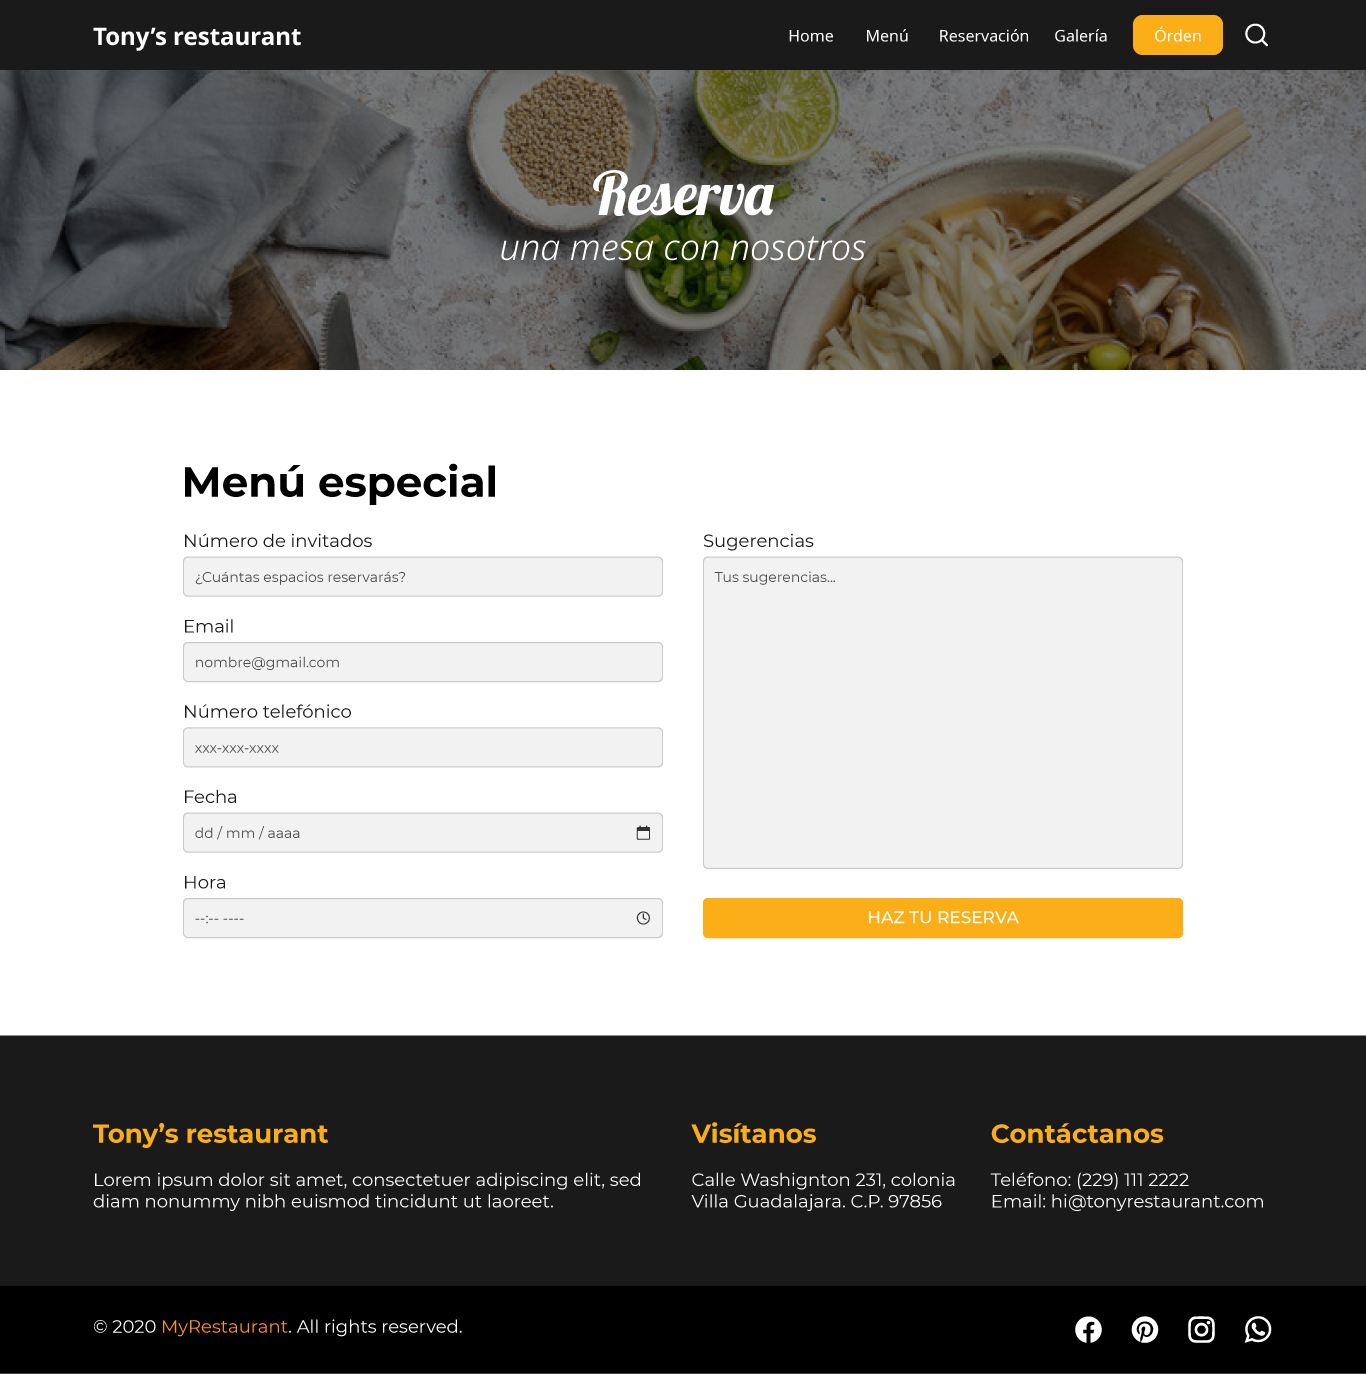 Tony’s restaurant
Home Menú Reservación Galería Órden
Reserva
una mesa con nosotros
Menú especial
Número de invitados
¿Cuántas espacios reservarás?
Email
nombre@gmail.com
Número telefónico
xxx-xxx-xxxx
Fecha
dd / mm / aaaa
Hora
--:-- ----
Sugerencias
Tus sugerencias...
HAZ TU RESERVA
Tony’s restaurant
Lorem ipsum dolor sit amet, consectetuer adipiscing elit, sed
diam nonummy nibh euismod tincidunt ut laoreet.
Visítanos
Calle Washignton 231, colonia
Villa Guadalajara. C.P. 97856
Contáctanos
Teléfono: (229) 111 2222
Email: hi@tonyrestaurant.com
© 2020 MyRestaurant. All rights reserved.